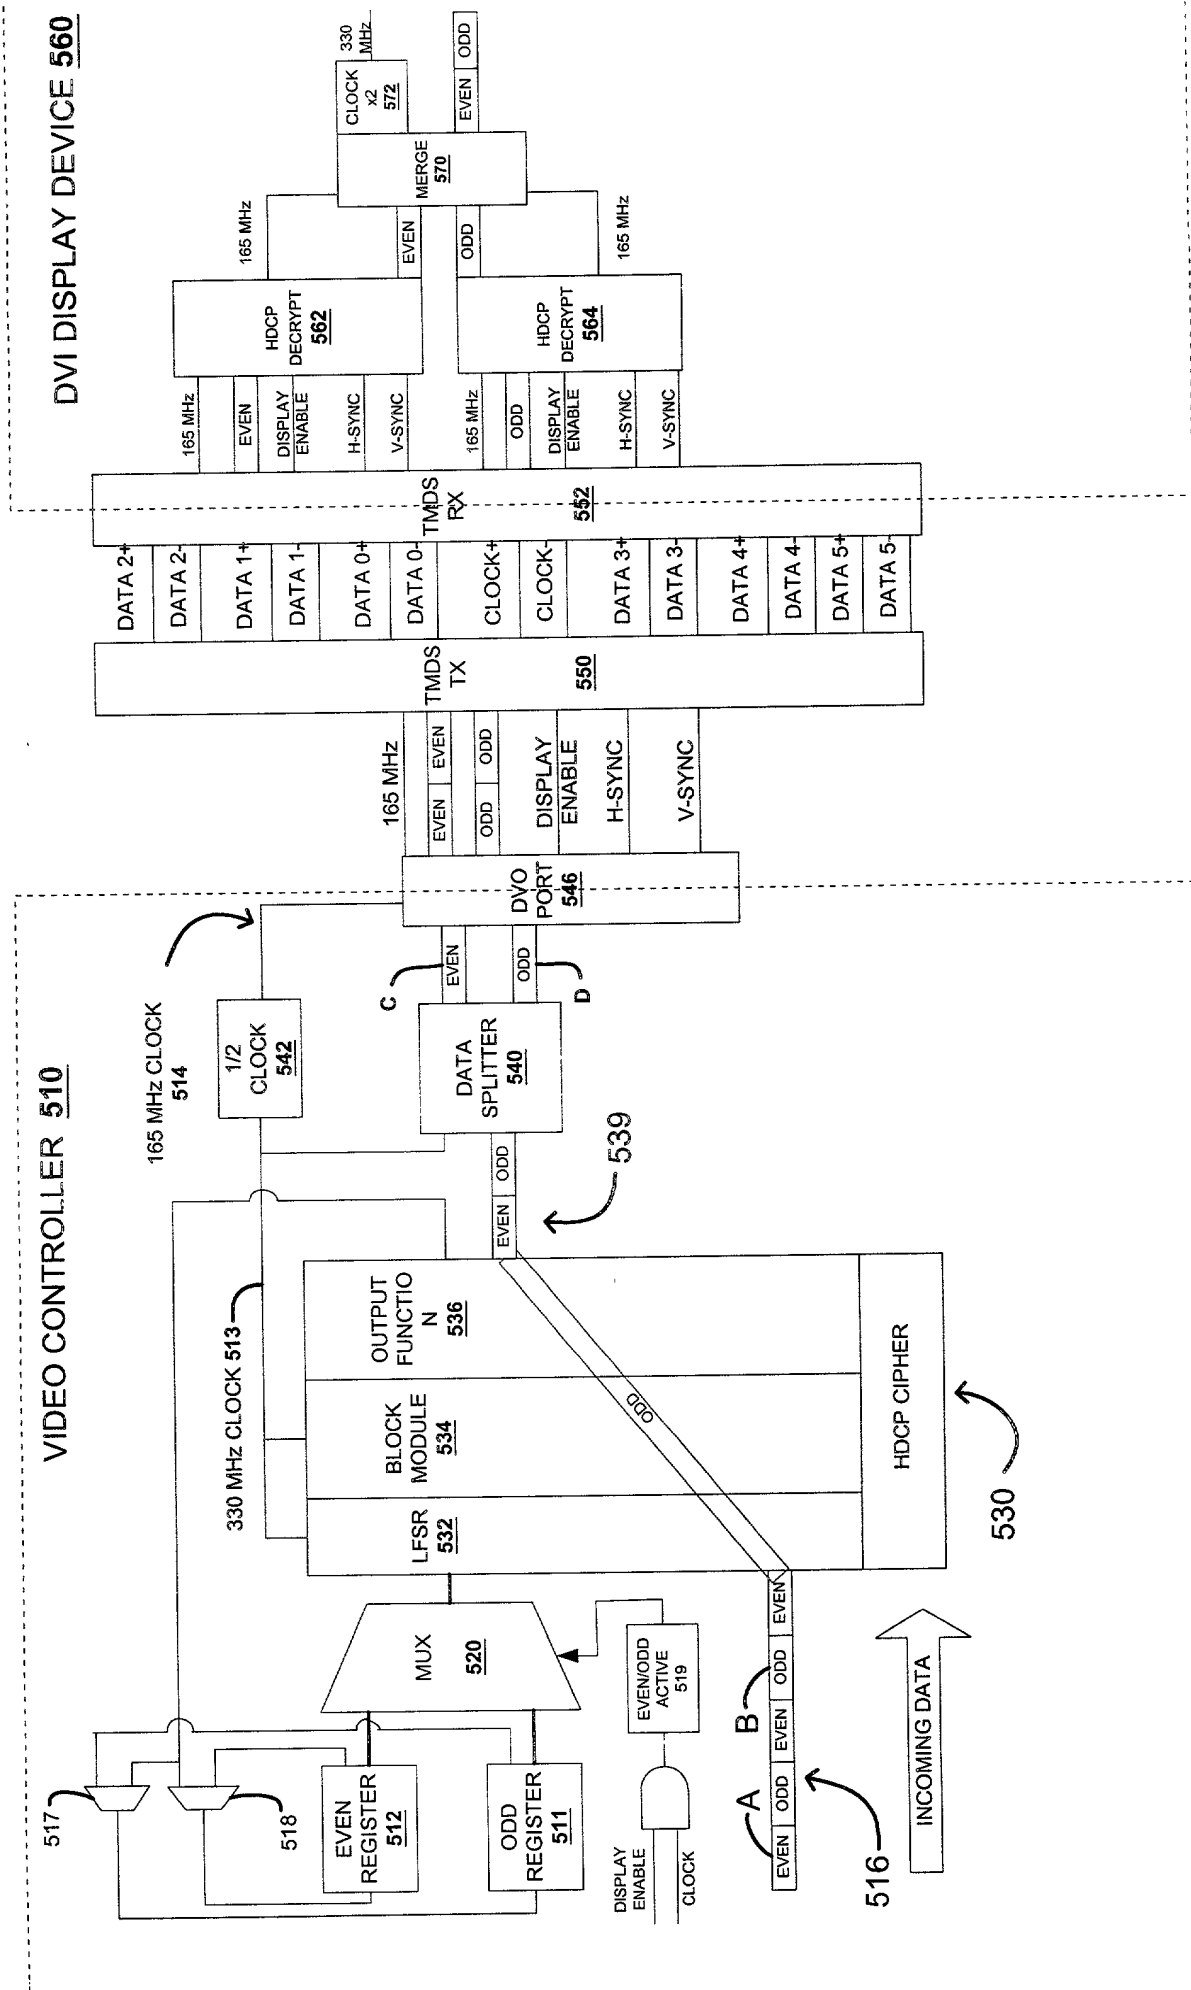 VIDEO CONTROLLER 510
DVI DISPLAY DEVICE 560
517
518
EVEN
REGISTER
512
ODD
REGISTER
511
DISPLAY
ENABLE
CLOCK
EVEN/ODD
ACTIVE
519
MUX
520
A
B
EVEN
ODD
EVEN
ODD
EVEN
516
INCOMING DATA
330 MHz CLOCK 513
LFSR
532
BLOCK
MODULE
534
OUTPUT
FUNCTIO
N
536
ODD
HDCP CIPHER
530
EVEN
ODD
539
165 MHz CLOCK
514
1/2
CLOCK
542
DATA
SPLITTER
540
C
EVEN
ODD
D
DVO
PORT
546
165 MHz
EVEN
EVEN
ODD
ODD
DISPLAY
ENABLE
H-SYNC
V-SYNC
TMDS
TX
550
DATA 2+
DATA 2-
DATA 1+
DATA 1-
DATA 0+
DATA 0-
CLOCK+
CLOCK-
DATA 3+
DATA 3-
DATA 4+
DATA 4-
DATA 5+
DATA 5-
TMDS
RX
552
165 MHz
EVEN
DISPLAY
ENABLE
H-SYNC
V-SYNC
165 MHz
ODD
DISPLAY
ENABLE
H-SYNC
V-SYNC
HDCP
DECRYPT
562
HDCP
DECRYPT
564
165 MHz
EVEN
ODD
165 MHz
MERGE
570
CLOCK
x2
572
330
MHz
EVEN
ODD